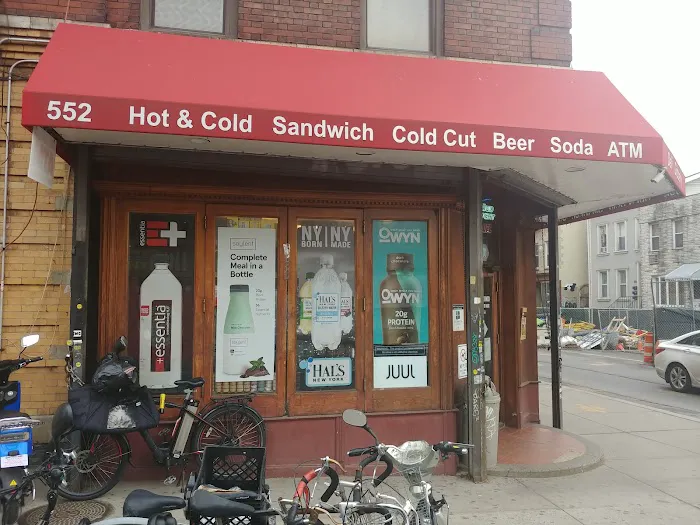 552 Hot & Cold Sandwich Cold Cut Beer Soda ATM
essentia
Complete
Meal in a
Bottle
NY NY
BORN MADE
HAL'S
NEW YORK
OWYN
OWYN
20g
PROTEIN
JUUL
essentia
HAL'S